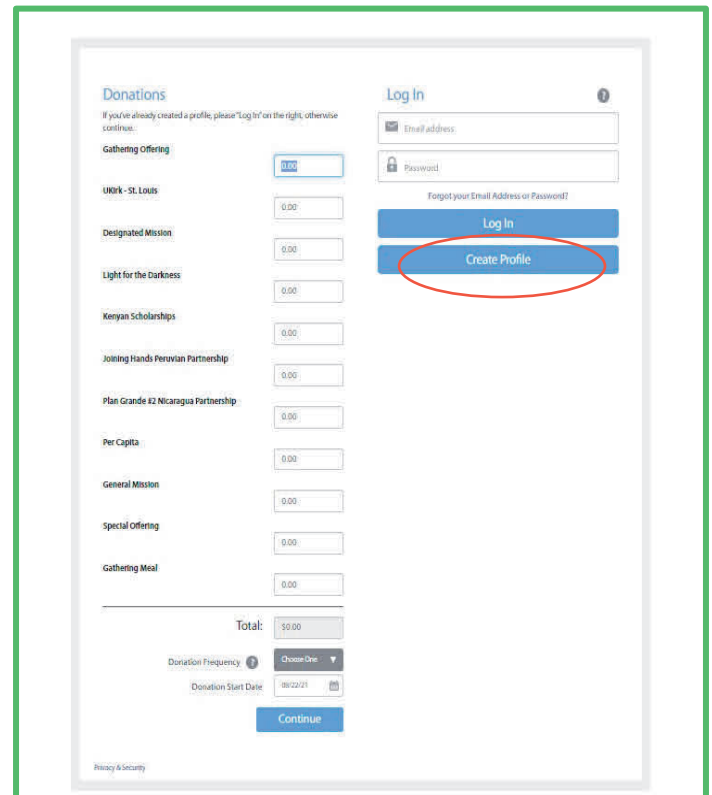 Donations
If you've already created a profile, please "Log In" on the right, otherwise
continue.
Gathering Offering
0.00
UKirk - St. Louis
0.00
Designated Mission
0.00
Light for the Darkness
0.00
Kenyan Scholarships
0.00
Joining Hands Peruvian Partnership
0.00
Plan Grande #2 Nicaragua Partnership
0.00
Per Capita
0.00
General Mission
0.00
Special Offering
0.00
Gathering Meal
0.00
Total: $0.00
Donation Frequency ? Choose One
Donation Start Date 08/22/21
Continue
Privacy & Security
Log In ?
Email address
Password
Forgot your Email Address or Password?
Log In
Create Profile